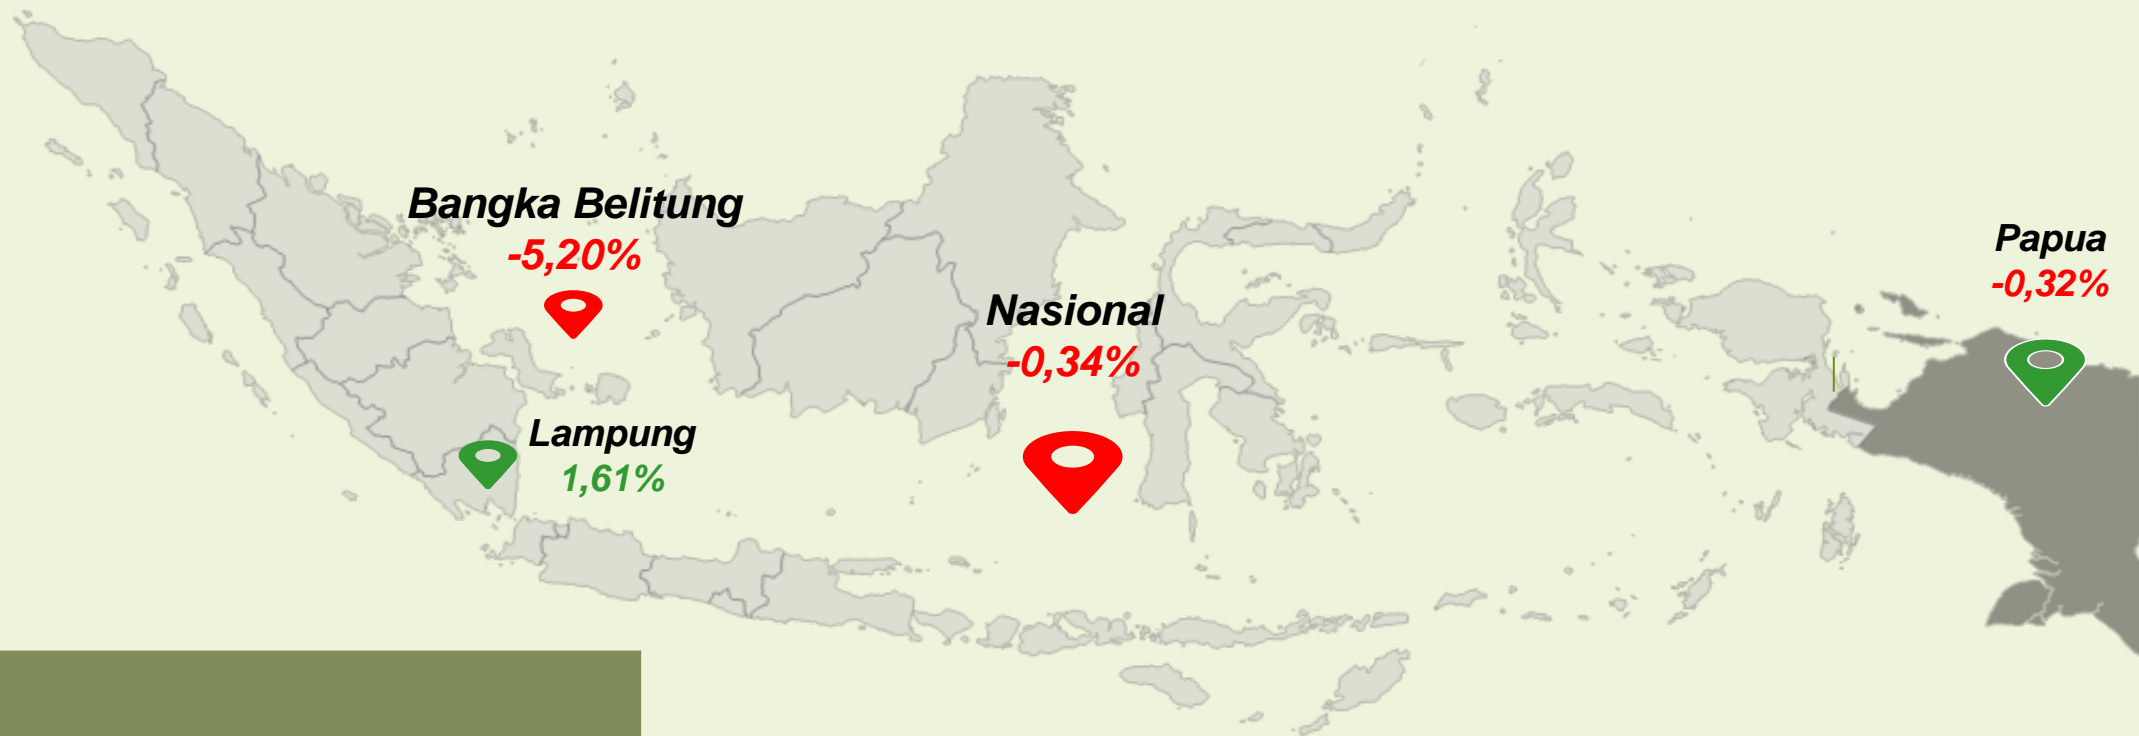 Bangka Belitung
-5,20%
Papua
-0,32%
Nasional
-0,34%
Lampung
1,61%